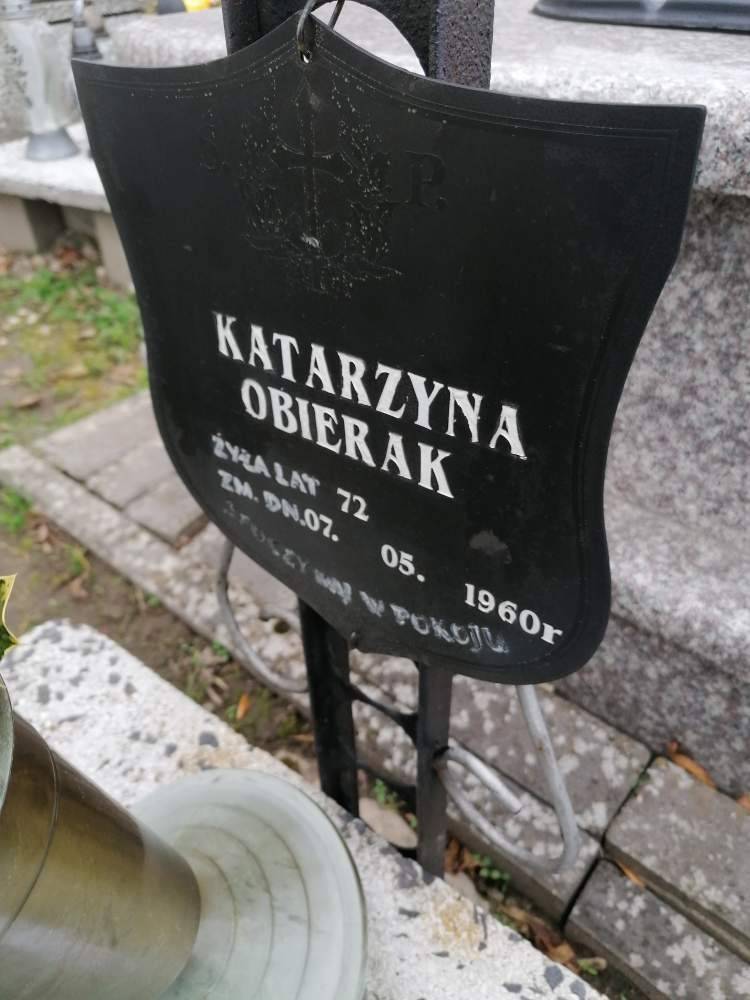 Ś. P.
KATARZYNA
OBIERAK
ŻYŁA LAT 72
ZM. DN. 07. 05. 1960r
W POKOJU